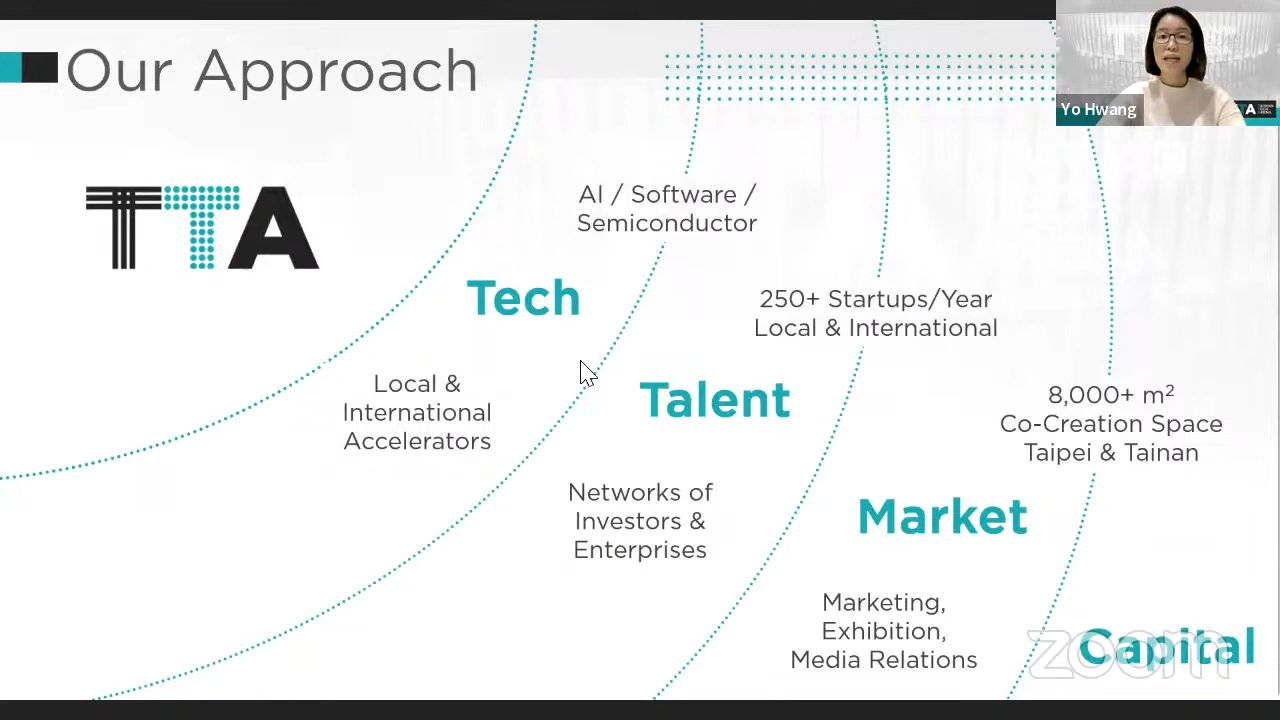 Our Approach
Yo Hwang
TTA
AI / Software /
Semiconductor
Tech
250+ Startups/Year
Local & International
Local &
International
Accelerators
Talent
8,000+ m²
Co-Creation Space
Taipei & Tainan
Networks of
Investors &
Enterprises
Market
Marketing,
Exhibition,
Media Relations
Capital
zoom